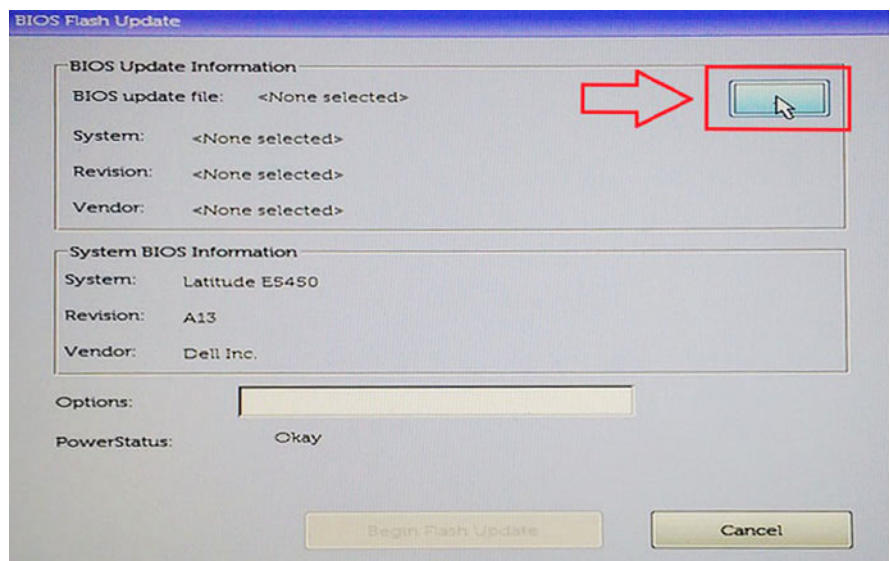 BIOS Flash Update
BIOS Update Information
BIOS update file: <None selected>
System: <None selected>
Revision: <None selected>
Vendor: <None selected>
System BIOS Information
System: Latitude E5450
Revision: A13
Vendor: Dell Inc.
Options:
PowerStatus: Okay
Begin Flash Update
Cancel